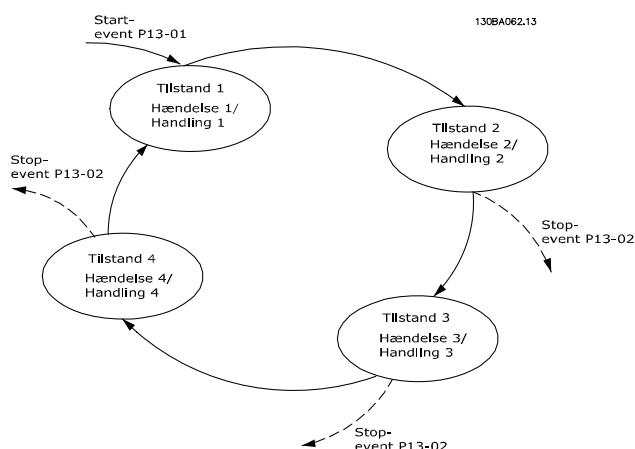 Start-
event P13-01
130BA062.13
Tilstand 1
Hændelse 1/
Handling 1
Tilstand 2
Hændelse 2/
Handling 2
Stop-
event P13-02
Stop-
event P13-02
Tilstand 4
Hændelse 4/
Handling 4
Tilstand 3
Hændelse 3/
Handling 3
Stop-
event P13-02